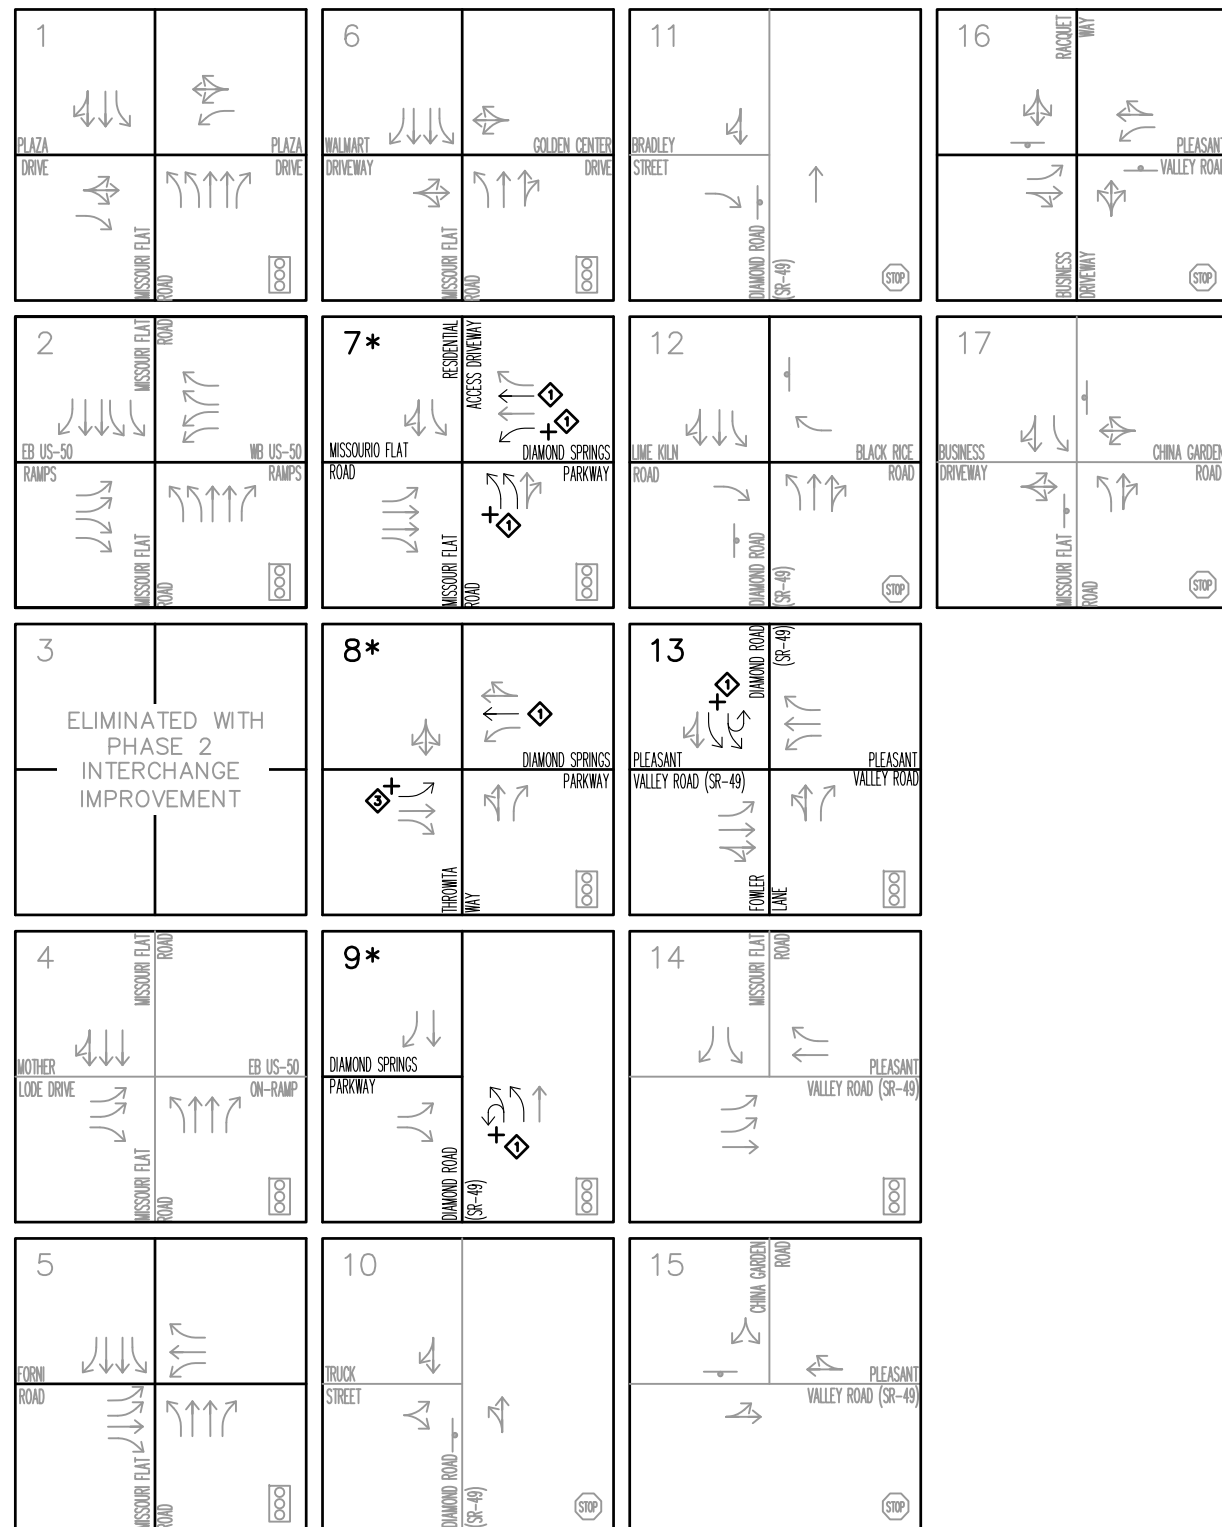 1
PLAZA
DRIVE
PLAZA
DRIVE
MISSOURI FLAT
ROAD
6
WALMART
DRIVEWAY
GOLDEN CENTER
DRIVE
MISSOURI FLAT
ROAD
11
BRADLEY
STREET
DIAMOND ROAD
(SR-49)
STOP
16
RACQUET
WAY
PLEASANT
VALLEY ROAD
BUSINESS
DRIVEWAY
STOP
2
MISSOURI FLAT
ROAD
EB US-50
RAMPS
WB US-50
RAMPS
MISSOURI FLAT
ROAD
7*
RESIDENTIAL
ACCESS DRIVEWAY
1
1
MISSOURIO FLAT
ROAD
DIAMOND SPRINGS
PARKWAY
1
MISSOURI FLAT
ROAD
12
LIME KILN
ROAD
BLACK RICE
ROAD
DIAMOND ROAD
(SR-49)
STOP
17
BUSINESS
DRIVEWAY
CHINA GARDEN
ROAD
MISSOURI FLAT
ROAD
STOP
3
ELIMINATED WITH
PHASE 2
INTERCHANGE
IMPROVEMENT
8*
1
DIAMOND SPRINGS
PARKWAY
3
THROWITA
WAY
13
DIAMOND ROAD
(SR-49)
1
PLEASANT
VALLEY ROAD (SR-49)
PLEASANT
VALLEY ROAD
FOWLER
LANE
4
MISSOURI FLAT
ROAD
MOTHER
LODE DRIVE
EB US-50
ON-RAMP
MISSOURI FLAT
ROAD
9*
DIAMOND SPRINGS
PARKWAY
1
DIAMOND ROAD
(SR-49)
14
MISSOURI FLAT
ROAD
PLEASANT
VALLEY ROAD (SR-49)
5
FORNI
ROAD
MISSOURI FLAT
ROAD
10
TRUCK
STREET
DIAMOND ROAD
(SR-49)
STOP
15
CHINA GARDEN
ROAD
PLEASANT
VALLEY ROAD (SR-49)
STOP